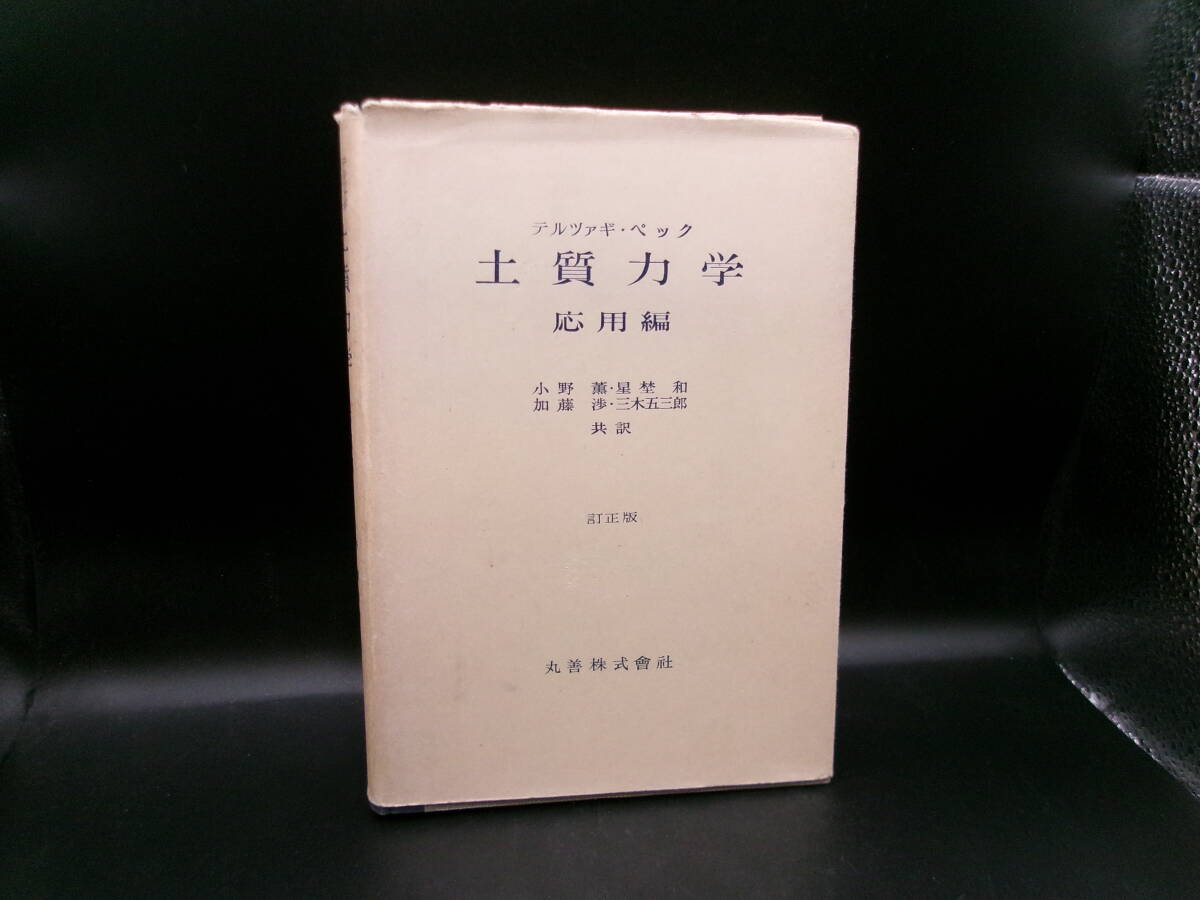 テルツァギ・ペック
土質力学
応用編
小野薫・星埜和
加藤渉・三木五三郎
共訳
訂正版
丸善株式會社